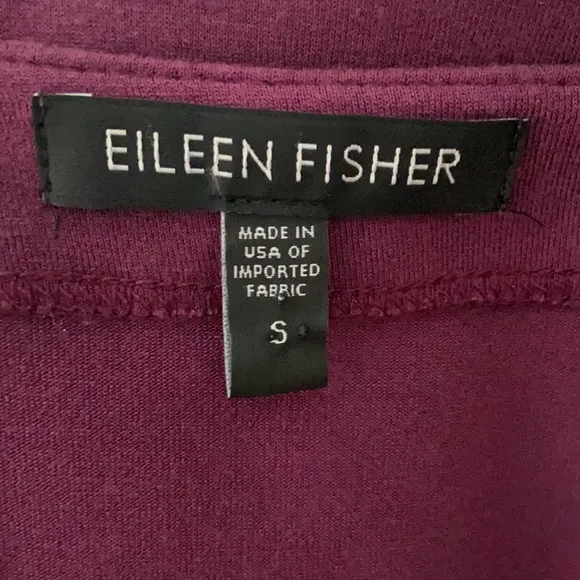 EILEEN FISHER
MADE IN
USA OF
IMPORTED
FABRIC
S